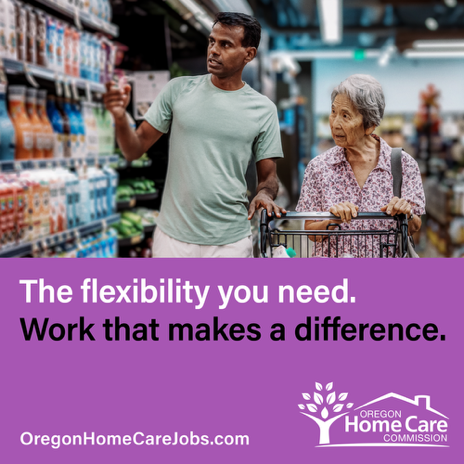 The flexibility you need.
Work that makes a difference.
OregonHomeCareJobs.com
OREGON
Home Care
COMMISSION